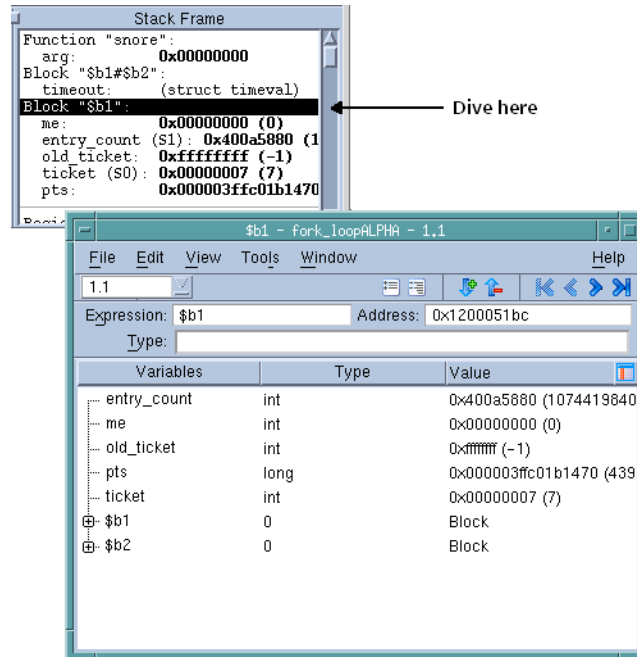 Stack Frame
Function "snore":
arg: 0x00000000
Block "$b1#$b2":
timeout: (struct timeval)
Block "$b1":
me: 0x00000000 (0)
entry_count (S1): 0x400a5880 (1
old_ticket: 0xffffffff (-1)
ticket (S0): 0x00000007 (7)
pts: 0x000003ffc01b1470
Dive here
$b1 - fork_loopALPHA - 1.1
File Edit View Tools Window Help
1.1
Expression: $b1 Address: 0x1200051bc
Type:
Variables Type Value
entry_count int 0x400a5880 (1074419840
me int 0x00000000 (0)
old_ticket int 0xffffffff (-1)
pts long 0x000003ffc01b1470 (439
ticket int 0x00000007 (7)
$b1 0 Block
$b2 0 Block